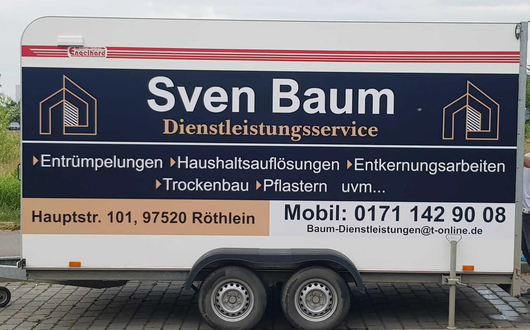 Engelhard
Sven Baum
Dienstleistungsservice
Entrümpelungen Haushaltsauflösungen Entkernungsarbeiten
Trockenbau Pflastern uvm...
Hauptstr. 101, 97520 Röthlein
Mobil: 0171 142 90 08
Baum-Dienstleistungen@t-online.de